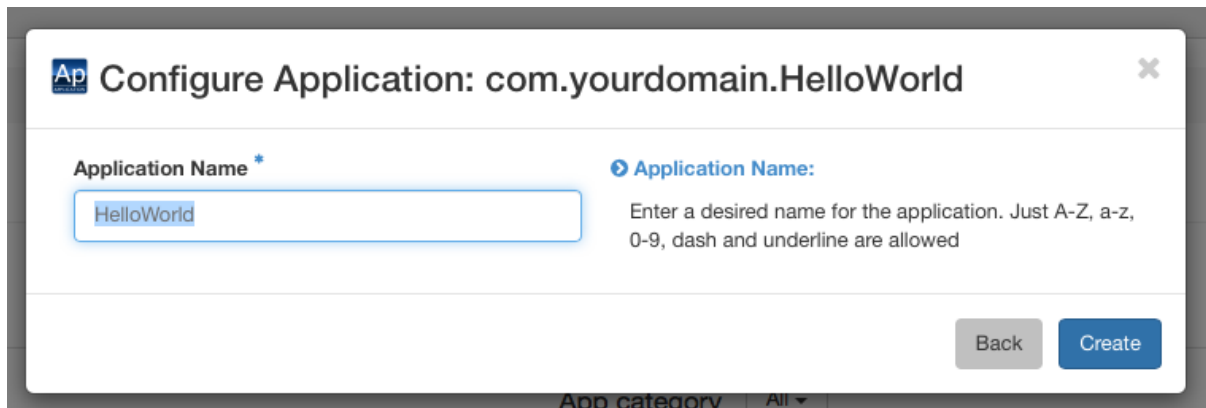 Ap Configure Application: com.yourdomain.HelloWorld
APPLICATION
×
Application Name *
HelloWorld
Application Name:
Enter a desired name for the application. Just A-Z, a-z,
0-9, dash and underline are allowed
Back
Create
App category
All